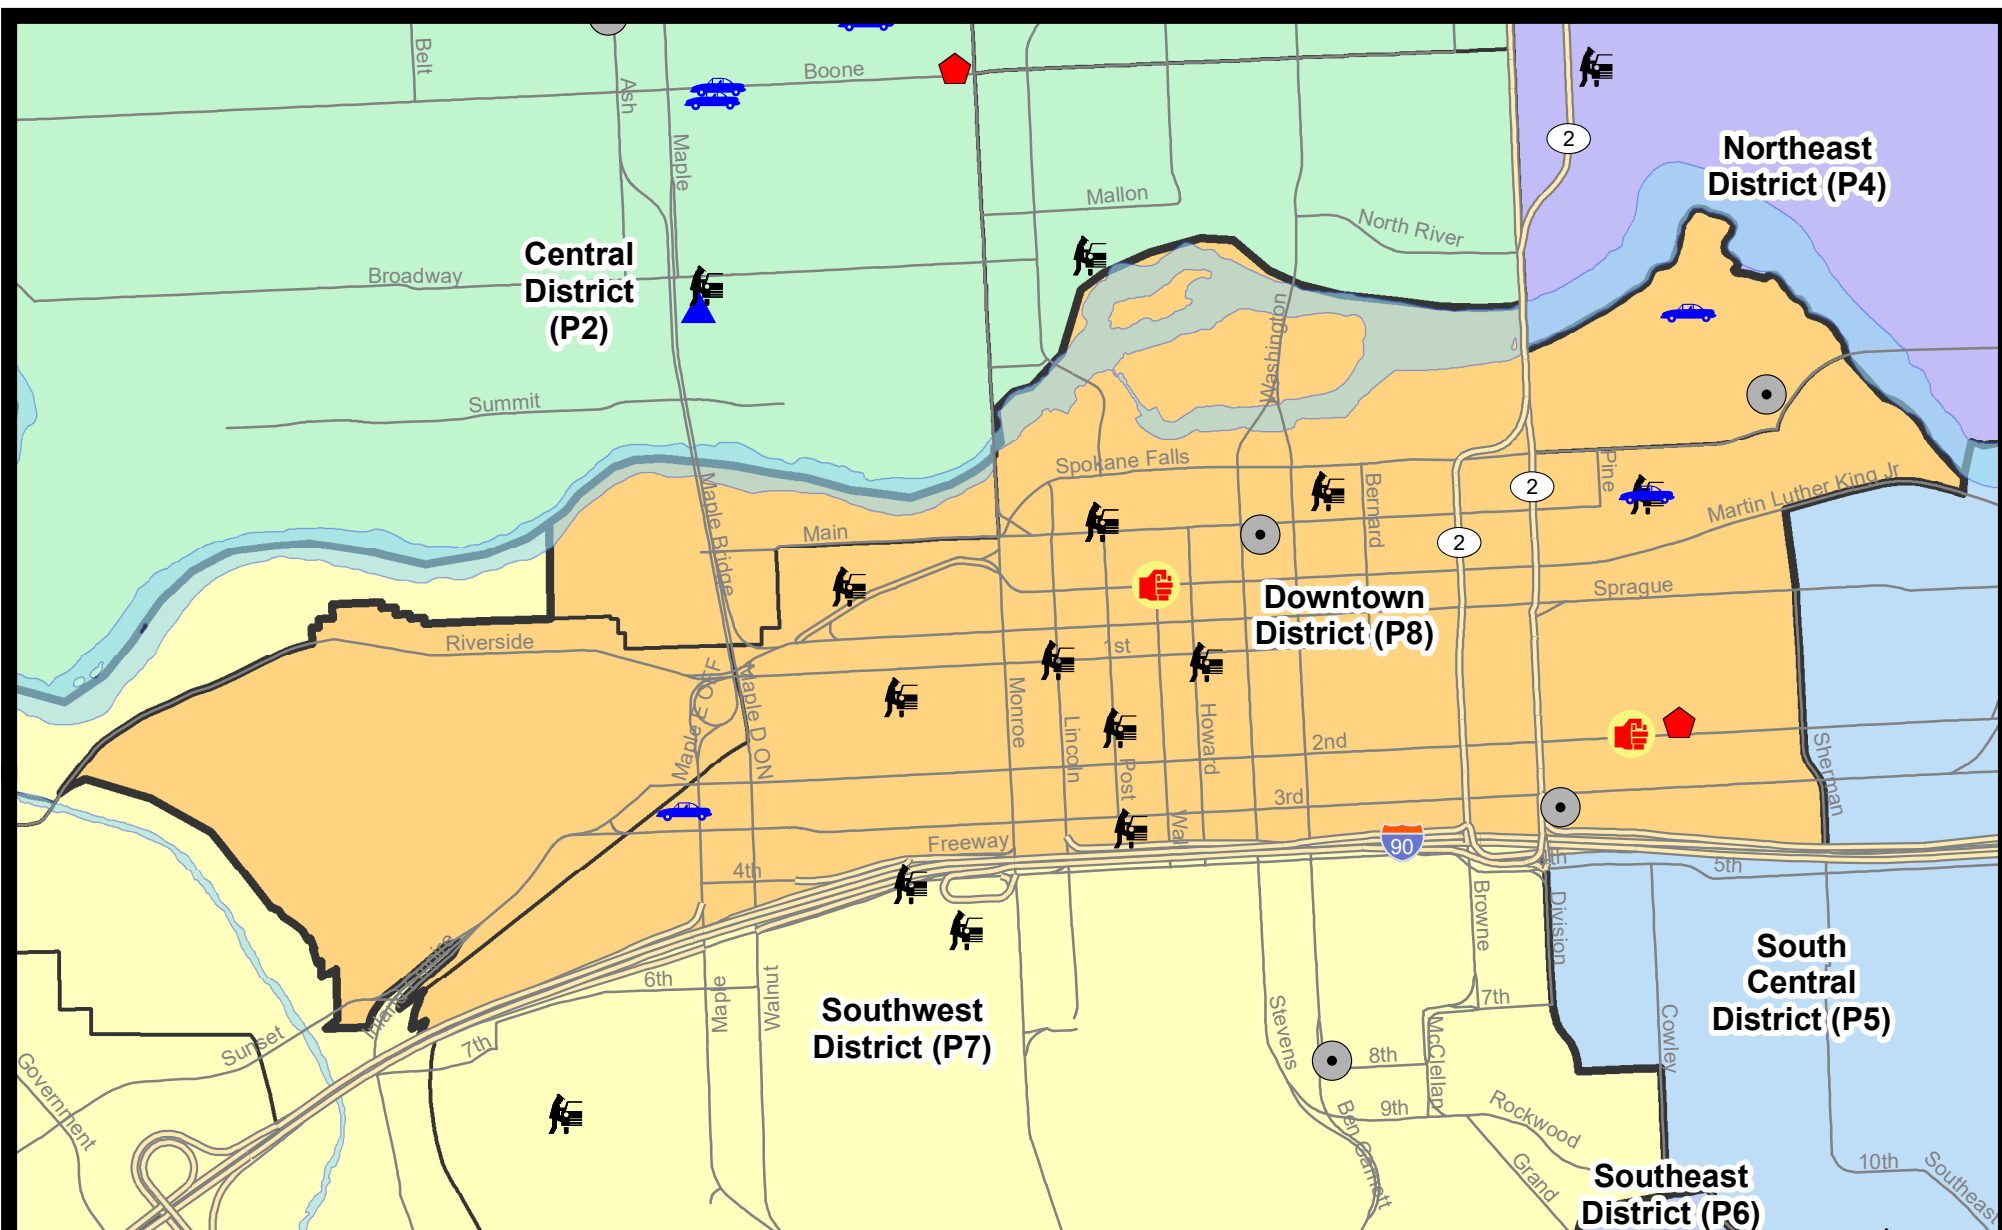 Belt
Ash
Boone
Maple
2
Northeast
District (P4)
Mallon
North River
Central
District
(P2)
Broadway
Washington
Summit
Spokane Falls
Bernard
Pine
2
Martin Luther King Jr
Maple Bridge
Main
2
Sprague
Downtown
District (P8)
Riverside
1st
Maple E OFF
Maple D ON
Monroe
Lincoln
Howard
Post
2nd
Sherman
3rd
Wall
Freeway
90
4th
4th
5th
Browne
Division
South
Central
District (P5)
6th
Maple
Walnut
Southwest
District (P7)
7th
Stevens
McClellan
Cowley
Sunset
7th
Government
8th
9th
Ben Garnett
Rockwood
Grand
10th
Southeast
Southeast
District (P6)